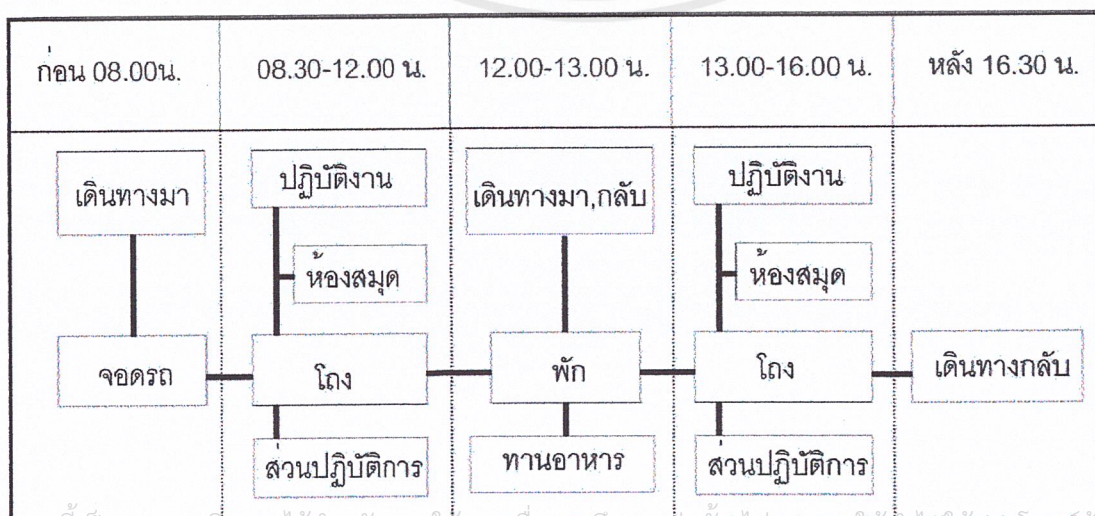 ก่อน 08.00น. 08.30-12.00 น. 12.00-13.00 น. 13.00-16.00 น. หลัง 16.30 น.
เดินทางมา ปฏิบัติงาน เดินทางมา,กลับ ปฏิบัติงาน
ห้องสมุด ห้องสมุด
จอดรถ โถง พัก โถง เดินทางกลับ
ส่วนปฏิบัติการ ทานอาหาร ส่วนปฏิบัติการ